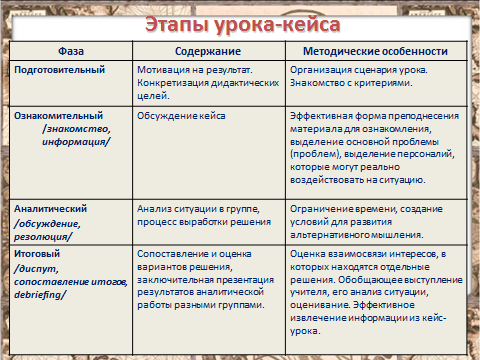 Этапы урока-кейса
Фаза
Содержание
Методические особенности
Подготовительный
Мотивация на результат.
Конкретизация дидактических
целей.
Организация сценария урока.
Знакомство с критериями.
Ознакомительный
/знакомство,
информация/
Обсуждение кейса
Эффективная форма преподнесения
материала для ознакомления,
выделение основной проблемы
(проблем), выделение персоналий,
которые могут реально
воздействовать на ситуацию.
Аналитический
/обсуждение,
резолюция/
Анализ ситуации в группе,
процесс выработки решения
Ограничение времени, создание
условий для развития
альтернативного мышления.
Итоговый
/диспут,
сопоставление итогов,
debriefing/
Сопоставление и оценка
вариантов решения,
заключительная презентация
результатов аналитической
работы разными группами.
Оценка взаимосвязи интересов, в
которых находятся отдельные
решения. Обобщающее выступление
учителя, его анализ ситуации,
оценивание. Эффективное
извлечение информации из кейс-
урока.